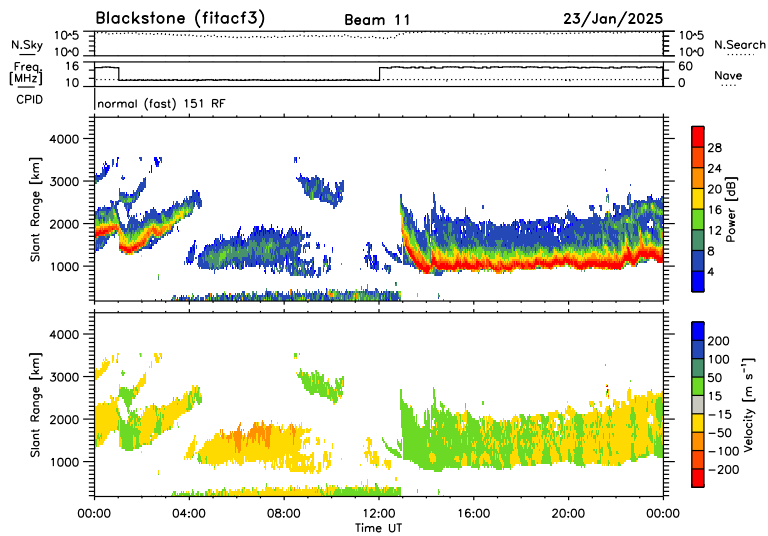 Blackstone (fitacf3) Beam 11 23/Jan/2025
N.Sky 10^5 10^0 10^5 10^0 N.Search
Freq. [MHz] 16 10 60 0 Nave
CPID normal (fast) 151 RF
Slant Range [km] 4000 3000 2000 1000
28 24 20 16 12 8 4 Power [dB]
Slant Range [km] 4000 3000 2000 1000
200 100 50 15 -15 -50 -100 -200 Velocity [m s⁻¹]
00:00 04:00 08:00 12:00 16:00 20:00 00:00
Time UT